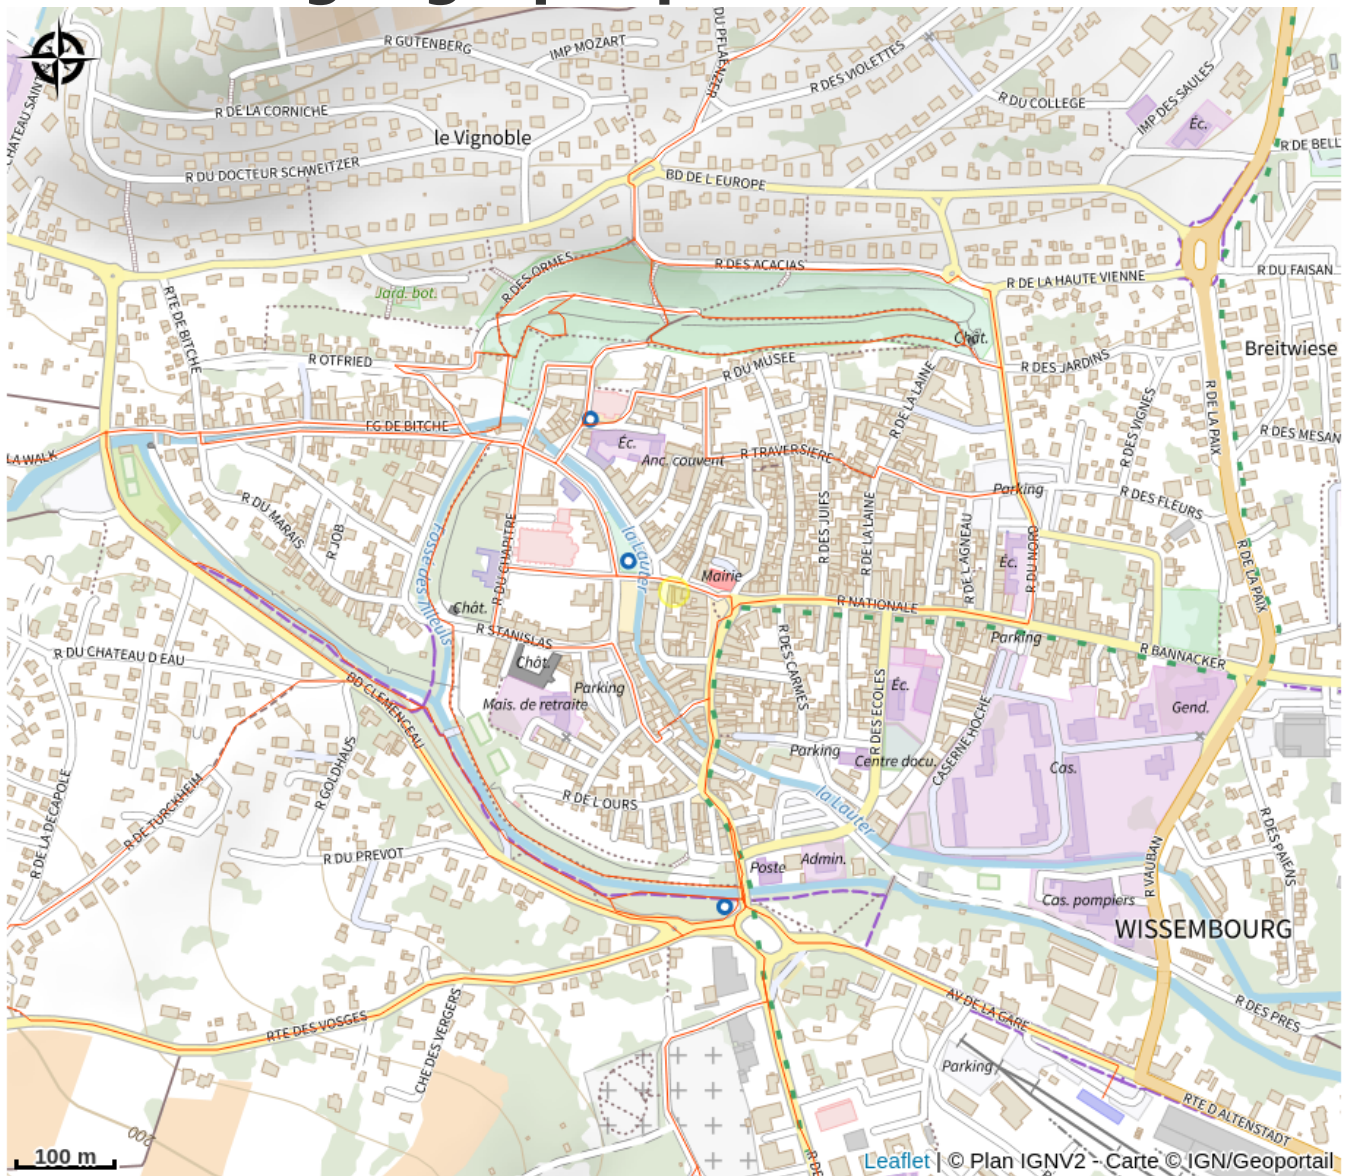 R GUTENBERG
IMP MOZART
DU PFLAENZER
R DES VIOLETTES
R DU COLLEGE
IMP DES SAULES
Éc.
R DE LA CORNICHE
le Vignoble
R DE BELL
R DU DOCTEUR SCHWEITZER
BD DE L EUROPE
R DES ORMES
R DES ACACIAS
R DE LA HAUTE VIENNE
R DU FAISAN
Jard. bot.
RTE DE BITCHE
Chât.
Breitwiese
R OTFRIED
R DU MUSEE
R DES JARDINS
R DE LA LAINE
R DES VIGNES
R DE LA PAIX
FG DE BITCHE
Éc.
Anc. couvent
R TRAVERSIERE
R DES MESAN
LA WALK
Parking
R DES FLEURS
R DU MARAIS
R JOB
Fossé des Tilleuls
R DU CHAPITRE
la Lauter
R DES JUIFS
R DE LA LAINE
R DE L AGNEAU
R DU NORD
Éc.
R DE LA PAIX
Mairie
Chât.
R NATIONALE
R STANISLAS
Parking
R BANNACKER
R DU CHATEAU D EAU
Chât.
R DES CARMES
Éc.
BD CLEMENCEAU
Parking
Mais. de retraite
Gend.
R DES ECOLES
CASERNE HOCHE
Parking
Centre docu.
Cas.
R GOLDHAUS
R DE LA DECAPOLE
R DE TURCKHEIM
R DE L OURS
la Lauter
R DES PAIENS
R DU PREVOT
Poste
Admin.
R VAUBAN
Cas. pompiers
WISSEMBOURG
AV DE LA GARE
R DES PRES
RTE DES VOSGES
CHE DES VERGERS
Parking
RTE D ALTENSTADT
200
100 m
Leaflet | © Plan IGNV2 - Carte © IGN/Geoportail